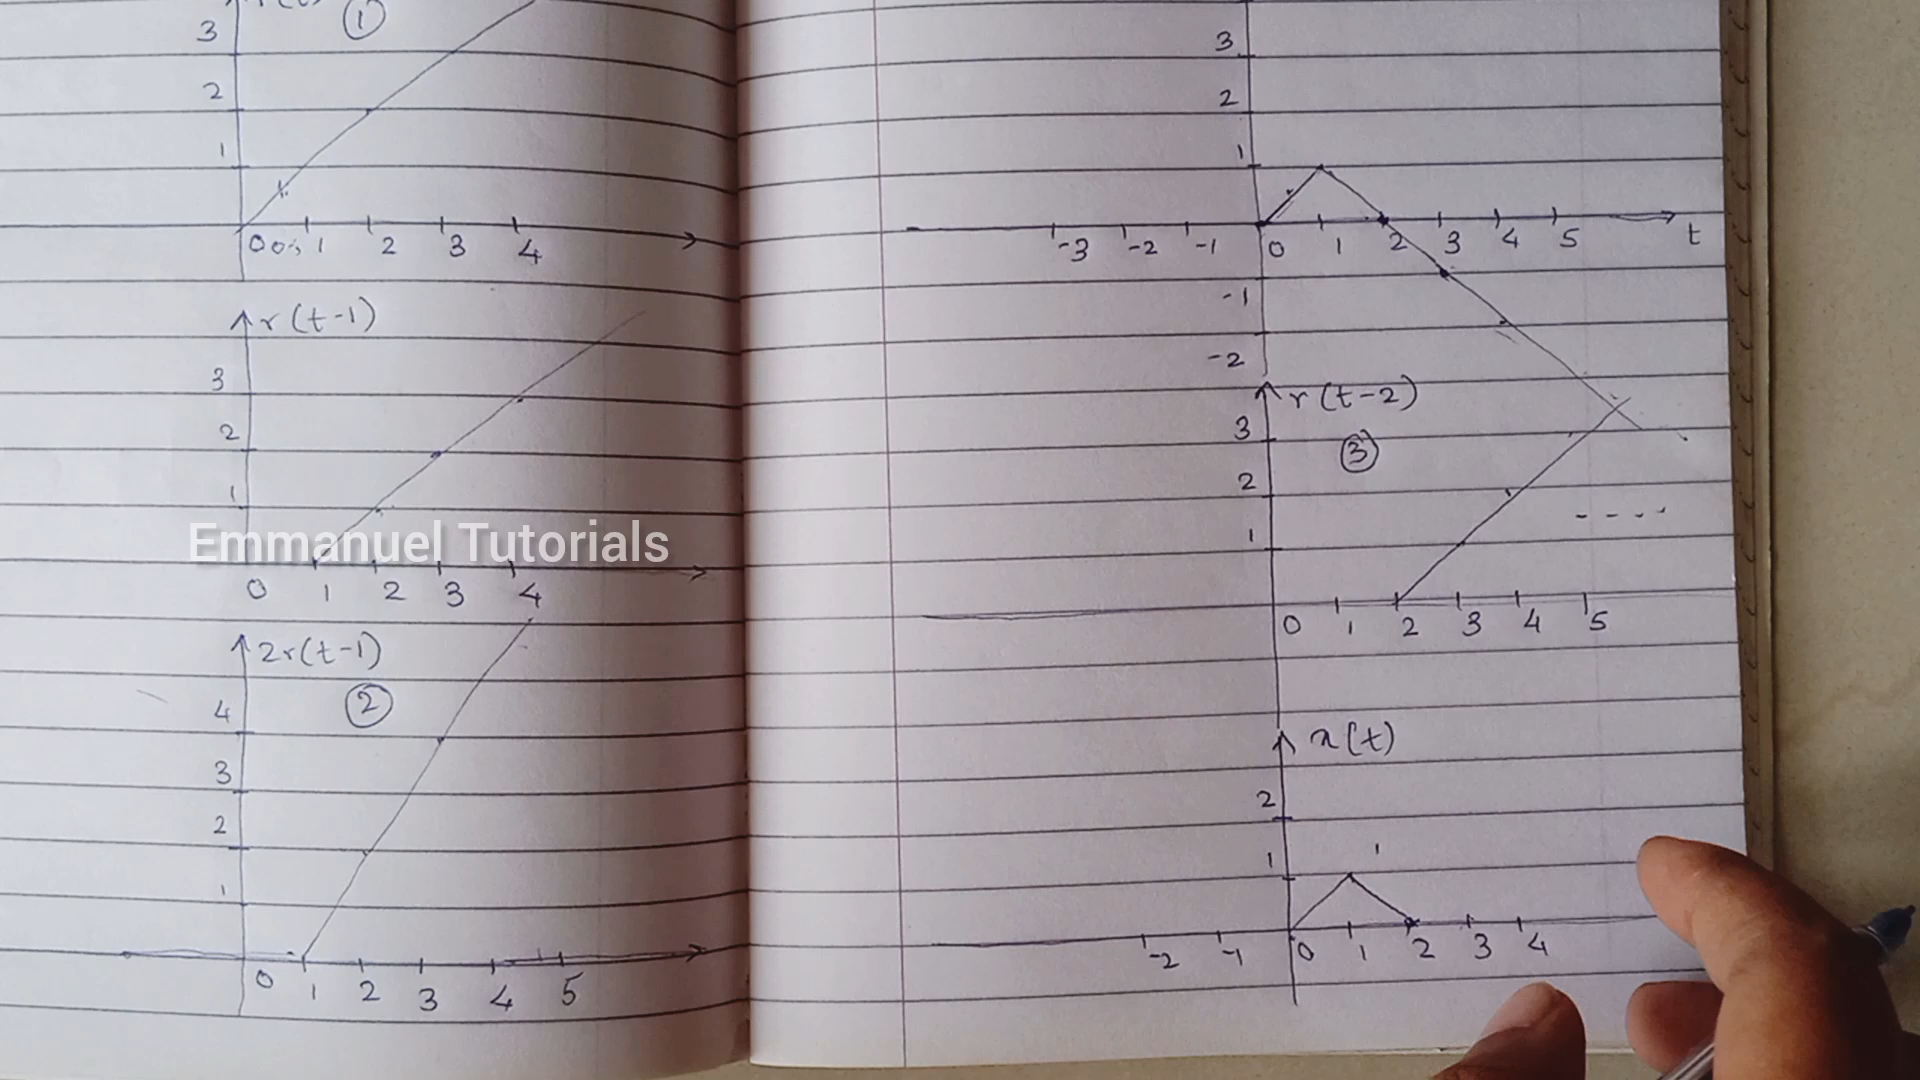 r(t) ①
3
2
1
0 0.5 1 2 3 4
r(t-1)
3
2
1
0 1 2 3 4
2r(t-1)
②
4
3
2
1
0 1 2 3 4 5
3
2
1
-3 -2 -1 0 1 2 3 4 5 t
-1
-2
r(t-2)
3 ③
2
1
0 1 2 3 4 5
x(t)
2
1
-2 -1 0 1 2 3 4
Emmanuel Tutorials